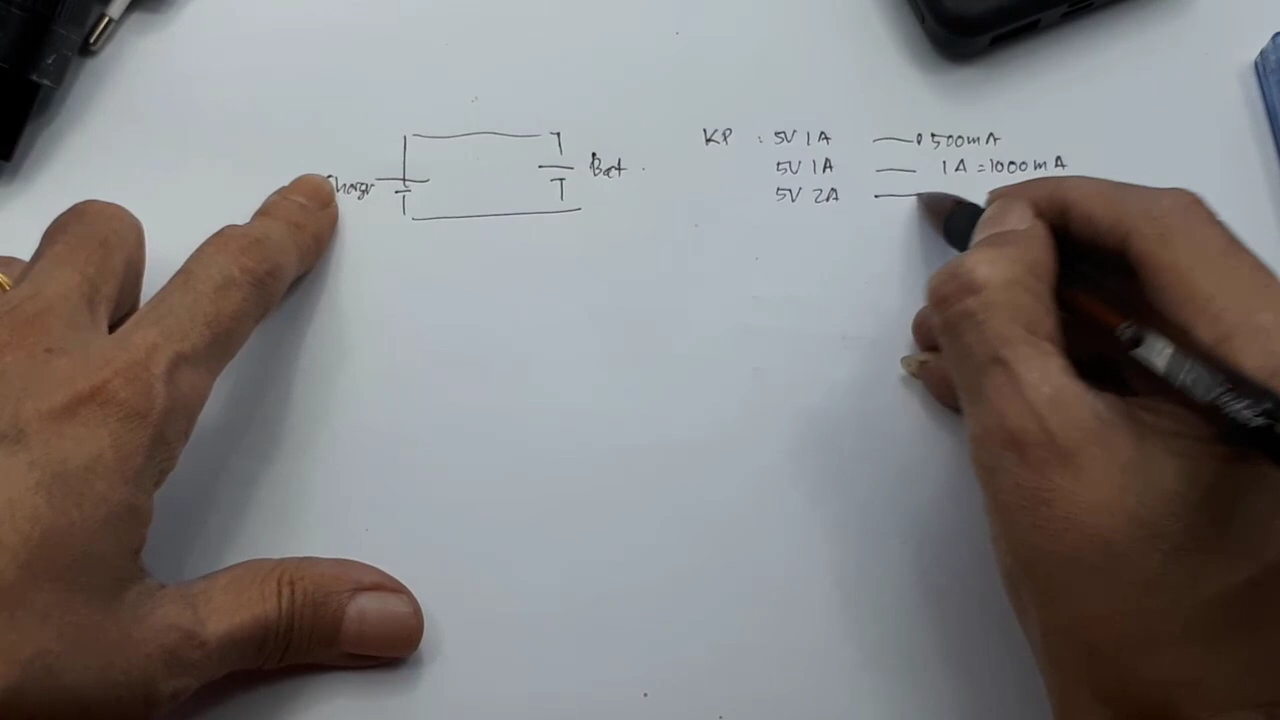 Charger
Bat.
KP : 5V 1A — 500mA
5V 1A — 1A = 1000mA
5V 2A —